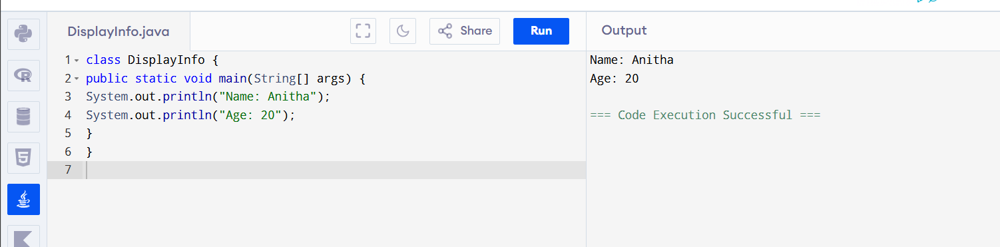 DisplayInfo.java
Share
Run
Output
1 class DisplayInfo {
2 public static void main(String[] args) {
3 System.out.println("Name: Anitha");
4 System.out.println("Age: 20");
5 }
6 }
7
Name: Anitha
Age: 20
=== Code Execution Successful ===
R
5